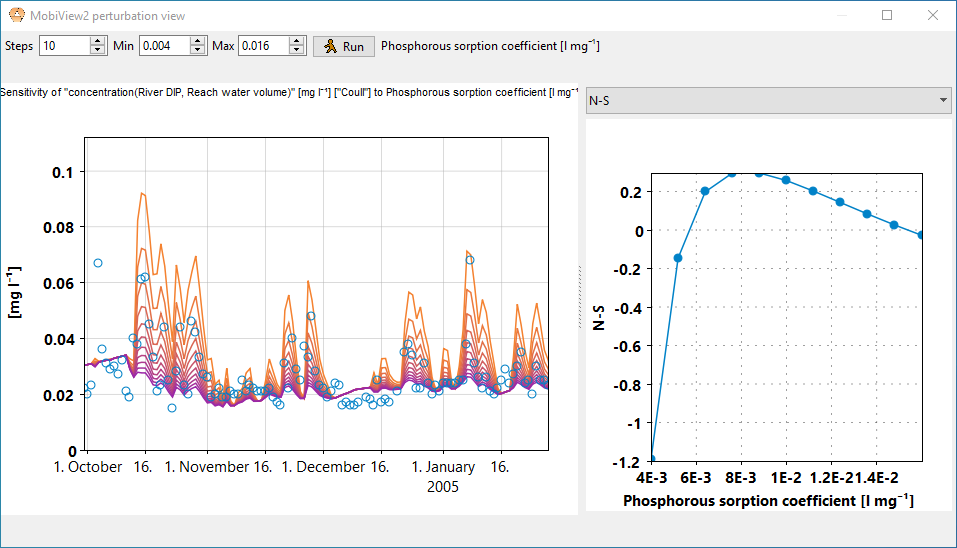 MobiView2 perturbation view
Steps 10 Min 0.004 Max 0.016 Run Phosphorous sorption coefficient [l mg⁻¹]
Sensitivity of "concentration(River DIP, Reach water volume)" [mg l⁻¹] ["Coull"] to Phosphorous sorption coefficient [l mg⁻¹
N-S
0.1
0.08
0.06
0.04
0.02
0
[mg l⁻¹]
1. October 16. 1. November 16. 1. December 16. 1. January 16.
2005
0.2
0
-0.2
-0.4
-0.6
-0.8
-1
-1.2
N-S
4E-3 6E-3 8E-3 1E-2 1.2E-2 1.4E-2
Phosphorous sorption coefficient [l mg⁻¹]